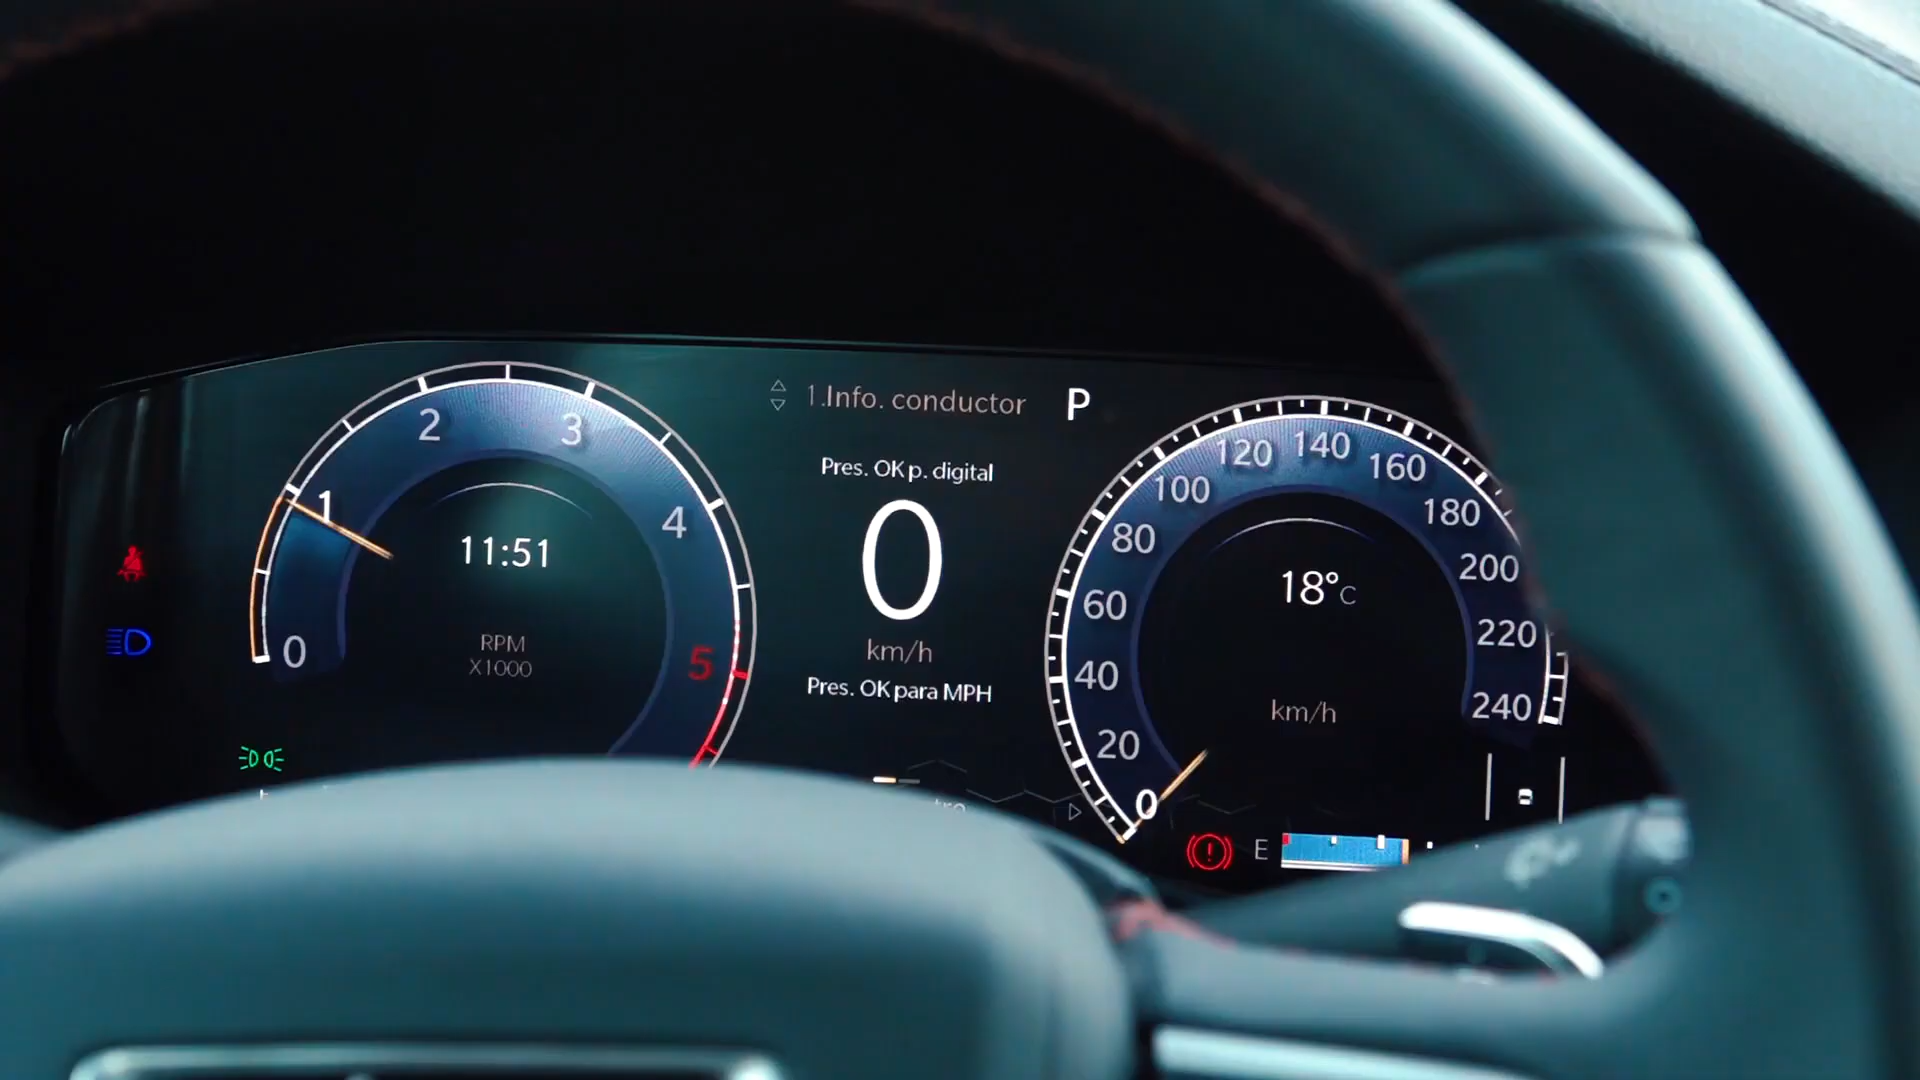 1.Info. conductor
P
Pres. OK p. digital
0
km/h
Pres. OK para MPH
0
1
2
3
4
5
11:51
RPM
X1000
0
20
40
60
80
100
120
140
160
180
200
220
240
18°C
km/h
E